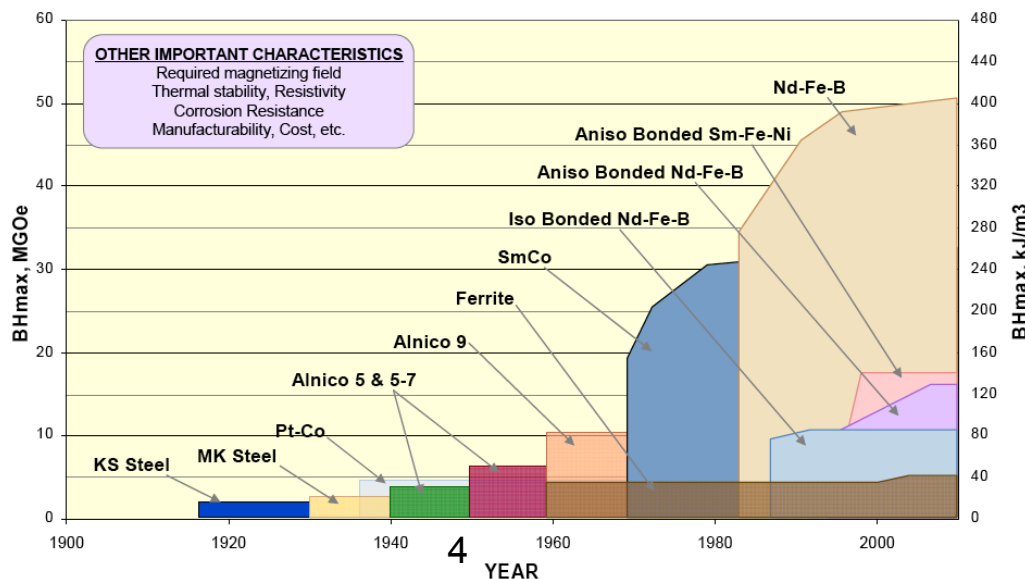 60
50
40
30
20
10
0
BHmax, MGOe
OTHER IMPORTANT CHARACTERISTICS
Required magnetizing field
Thermal stability, Resistivity
Corrosion Resistance
Manufacturability, Cost, etc.
Nd-Fe-B
Aniso Bonded Sm-Fe-Ni
Aniso Bonded Nd-Fe-B
Iso Bonded Nd-Fe-B
SmCo
Ferrite
Alnico 9
Alnico 5 & 5-7
Pt-Co
MK Steel
KS Steel
480
440
400
360
320
280
240
200
160
120
80
40
0
BHmax, kJ/m3
1900 1920 1940 1960 1980 2000
4
YEAR